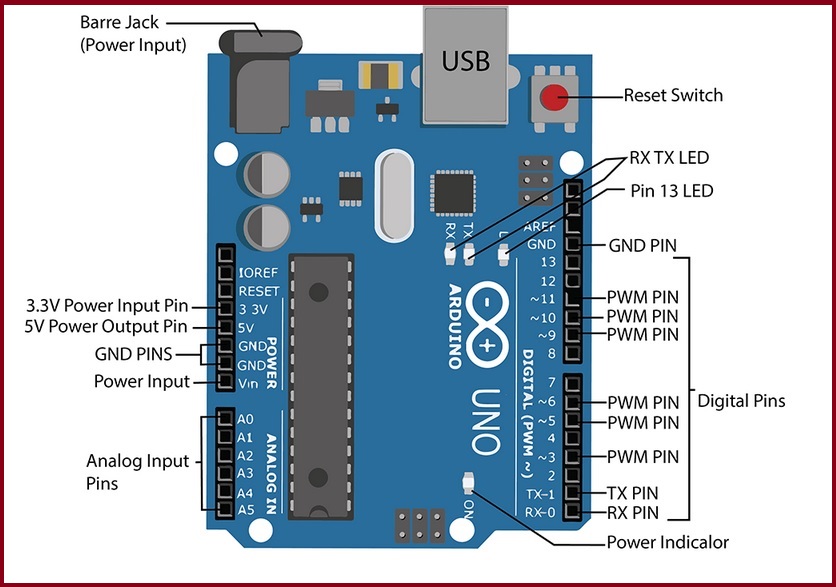 Barre Jack
(Power Input)
USB
Reset Switch
RX TX LED
Pin 13 LED
RX
TX
L
AREF
GND
GND PIN
13
12
~11
PWM PIN
~10
PWM PIN
~9
PWM PIN
8
IOREF
RESET
3.3V Power Input Pin
3 3V
5V Power Output Pin
5V
GND PINS
GND
GND
Power Input
Vin
POWER
ARDUINO
UNO
DIGITAL (PWM ~)
7
~6
PWM PIN
~5
PWM PIN
4
~3
PWM PIN
2
TX-1
TX PIN
RX-0
RX PIN
Digital Pins
Analog Input
Pins
A0
A1
A2
A3
A4
A5
ANALOG IN
ON
Power Indicalor